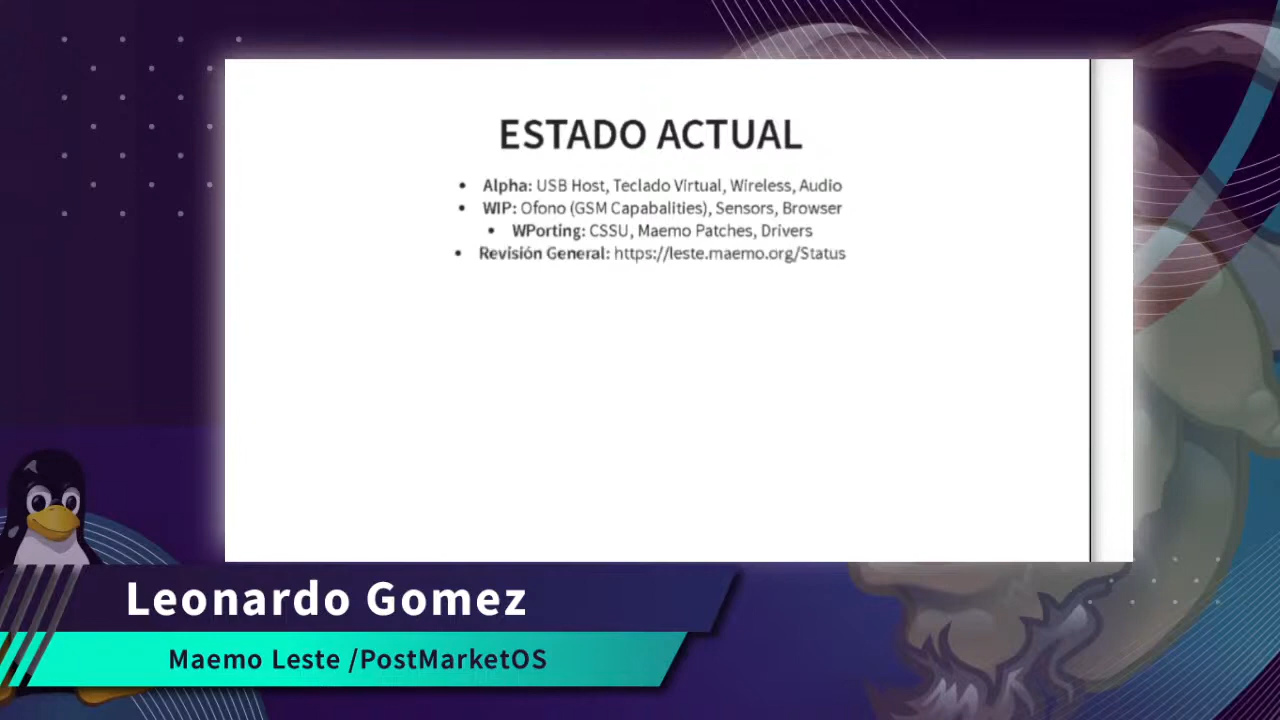 ESTADO ACTUAL
• Alpha: USB Host, Teclado Virtual, Wireless, Audio
• WIP: Ofono (GSM Capabalities), Sensors, Browser
• WPorting: CSSU, Maemo Patches, Drivers
• Revisión General: https://leste.maemo.org/Status
Leonardo Gomez
Maemo Leste /PostMarketOS